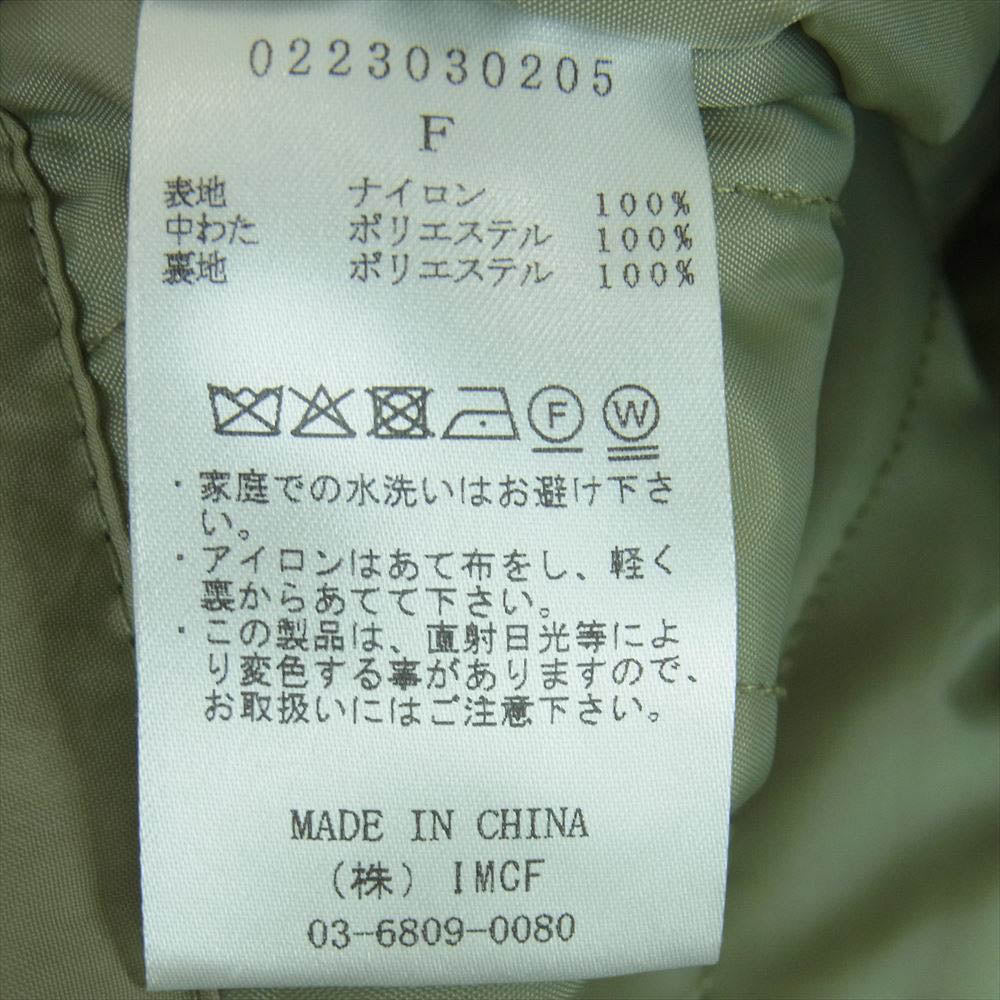 0223030205
F
表地 ナイロン 100%
中わた ポリエステル 100%
裏地 ポリエステル 100%
F W
・家庭での水洗いはお避け下さ
い。
・アイロンはあて布をし、軽く
裏からあてて下さい。
・この製品は、直射日光等によ
り変色する事がありますので、
お取扱いにはご注意下さい。
MADE IN CHINA
(株) IMCF
03-6809-0080